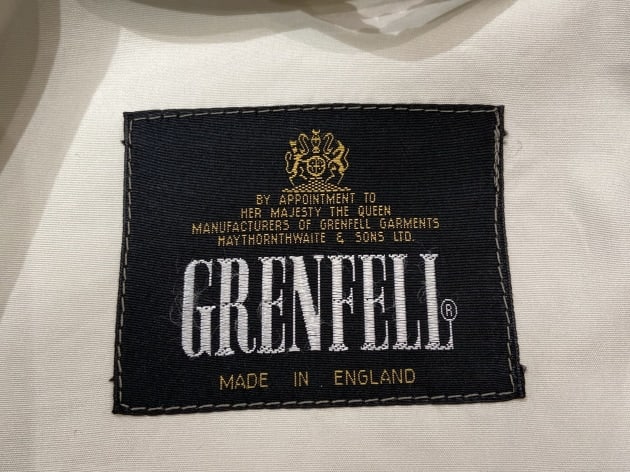 BY APPOINTMENT TO
HER MAJESTY THE QUEEN
MANUFACTURERS OF GRENFELL GARMENTS
HAYTHORNTHWAITE & SONS LTD.
GRENFELL®
MADE IN ENGLAND